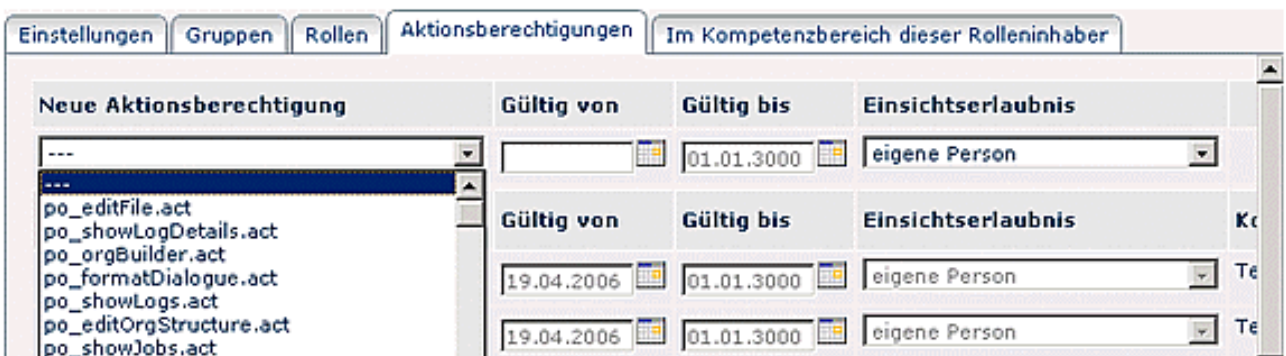 Einstellungen Gruppen Rollen Aktionsberechtigungen Im Kompetenzbereich dieser Rolleninhaber
Neue Aktionsberechtigung Gültig von Gültig bis Einsichtserlaubnis
--- 01.01.3000 eigene Person
---
po_editFile.act
po_showLogDetails.act Gültig von Gültig bis Einsichtserlaubnis
po_orgBuilder.act
po_formatDialogue.act 19.04.2006 01.01.3000 eigene Person
po_showLogs.act
po_editOrgStructure.act
po_showJobs.act 19.04.2006 01.01.3000 eigene Person